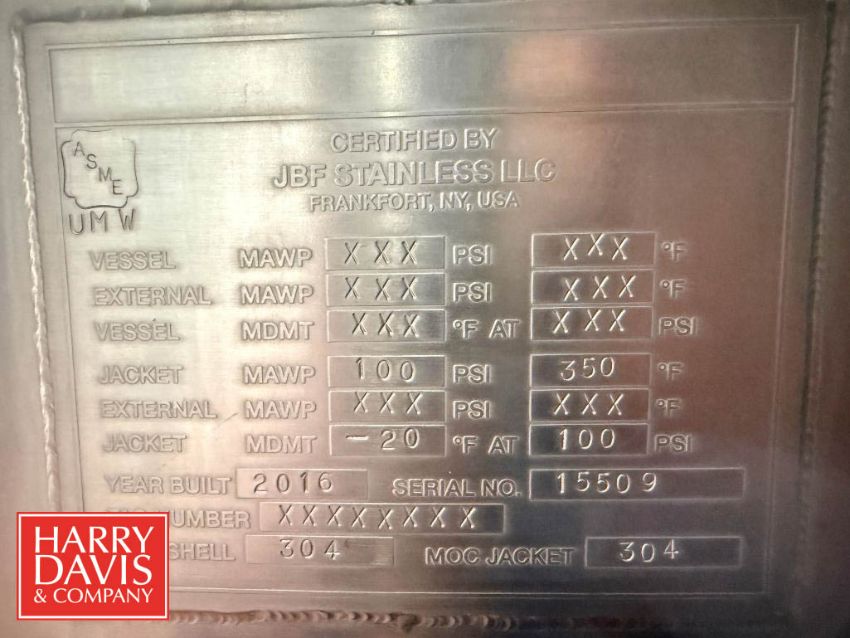 ASME
UM W
CERTIFIED BY
JBF STAINLESS LLC
FRANKFORT, NY, USA
VESSEL MAWP XXX PSI XXX °F
EXTERNAL MAWP XXX PSI XXX °F
VESSEL MDMT XXX °F AT XXX PSI
JACKET MAWP 100 PSI 350 °F
EXTERNAL MAWP XXX PSI XXX °F
JACKET MDMT -20 °F AT 100 PSI
YEAR BUILT 2016 SERIAL NO. 15509
XXXXXXXX
SHELL 304 MOC JACKET 304
HARRY
DAVIS
& COMPANY